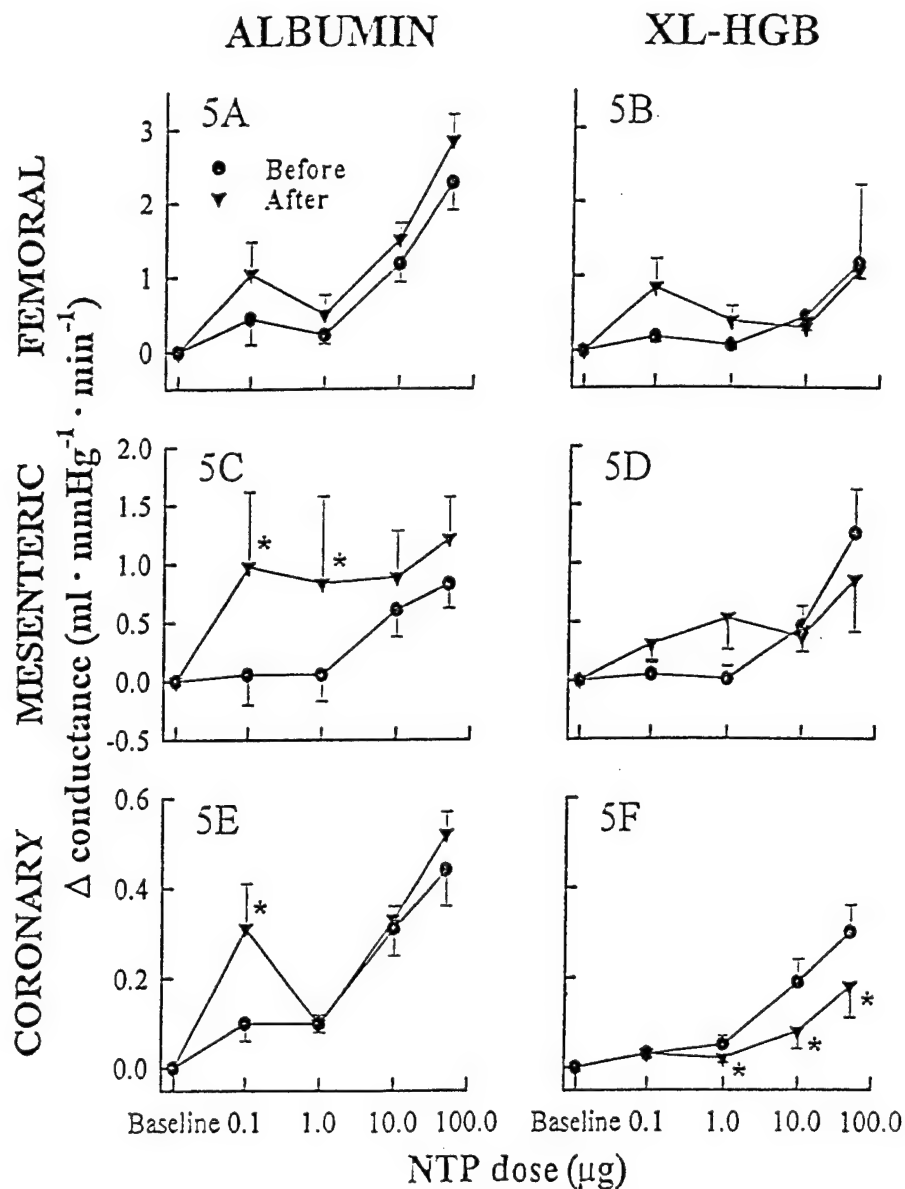 ALBUMIN XL-HGB
FEMORAL
MESENTERIC
CORONARY
Δ conductance (ml · mmHg⁻¹ · min⁻¹)
5A
Before
After
3
2
1
0
5B
5C
2.0
1.5
1.0
0.5
0.0
-0.5
*
*
5D
5E
0.6
0.4
0.2
0.0
*
5F
*
*
*
Baseline 0.1 1.0 10.0 100.0
Baseline 0.1 1.0 10.0 100.0
NTP dose (μg)